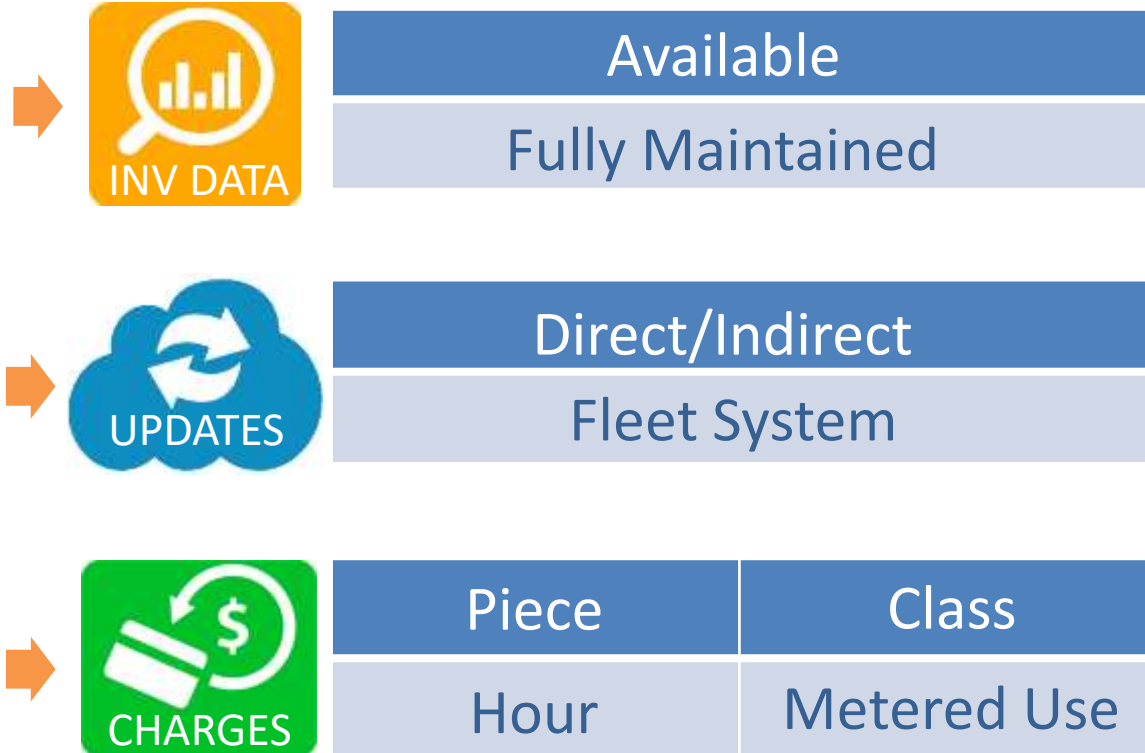 Available
INV DATA
Fully Maintained
Direct/Indirect
UPDATES
Fleet System
$
Piece Class
CHARGES
Hour Metered Use